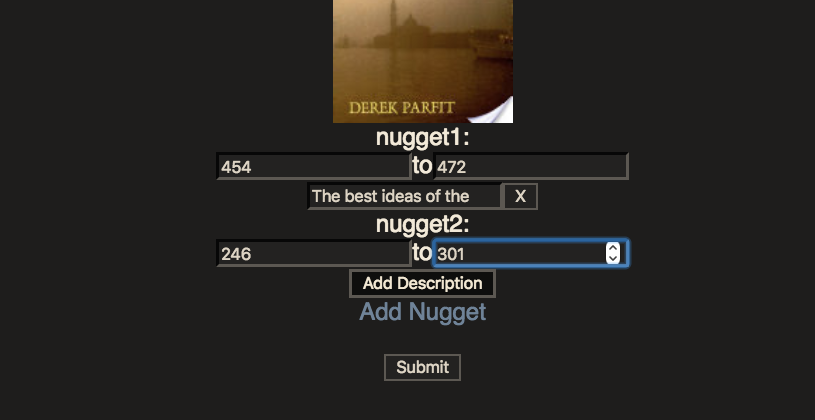 DEREK PARFIT
nugget1:
454 to 472
The best ideas of the X
nugget2:
246 to 301
Add Description
Add Nugget
Submit